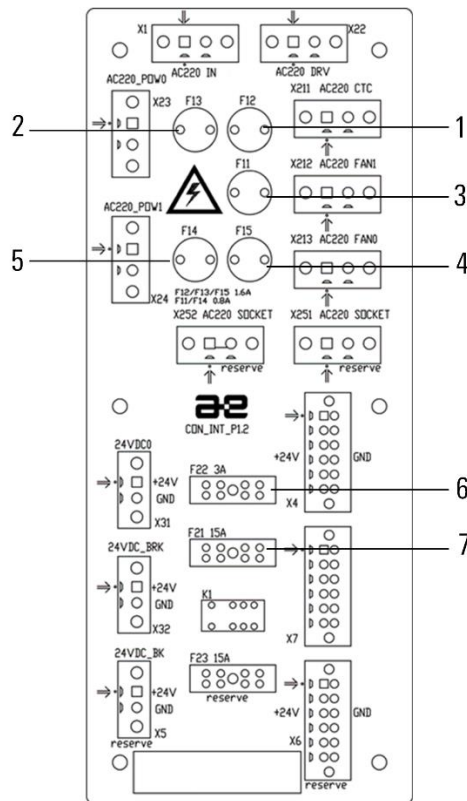 X1
X22
AC220 IN
AC220 DRV
AC220_POW0
X23
F13
F12
X211 AC220 CTC
2
1
F11
X212 AC220 FAN1
3
AC220_POW1
X213 AC220 FAN0
F14
F15
5
4
X24
F12/F13/F15 1.6A
F11/F14 0.8A
X252 AC220 SOCKET
X251 AC220 SOCKET
reserve
reserve
ae
CON_INT_P1.2
24VDC0
+24V
GND
X31
F22 3A
+24V
GND
X4
6
F21 15A
7
24VDC_BRK
+24V
GND
X32
K1
X7
24VDC_BK
+24V
GND
X5
reserve
F23 15A
reserve
+24V
GND
X6
reserve